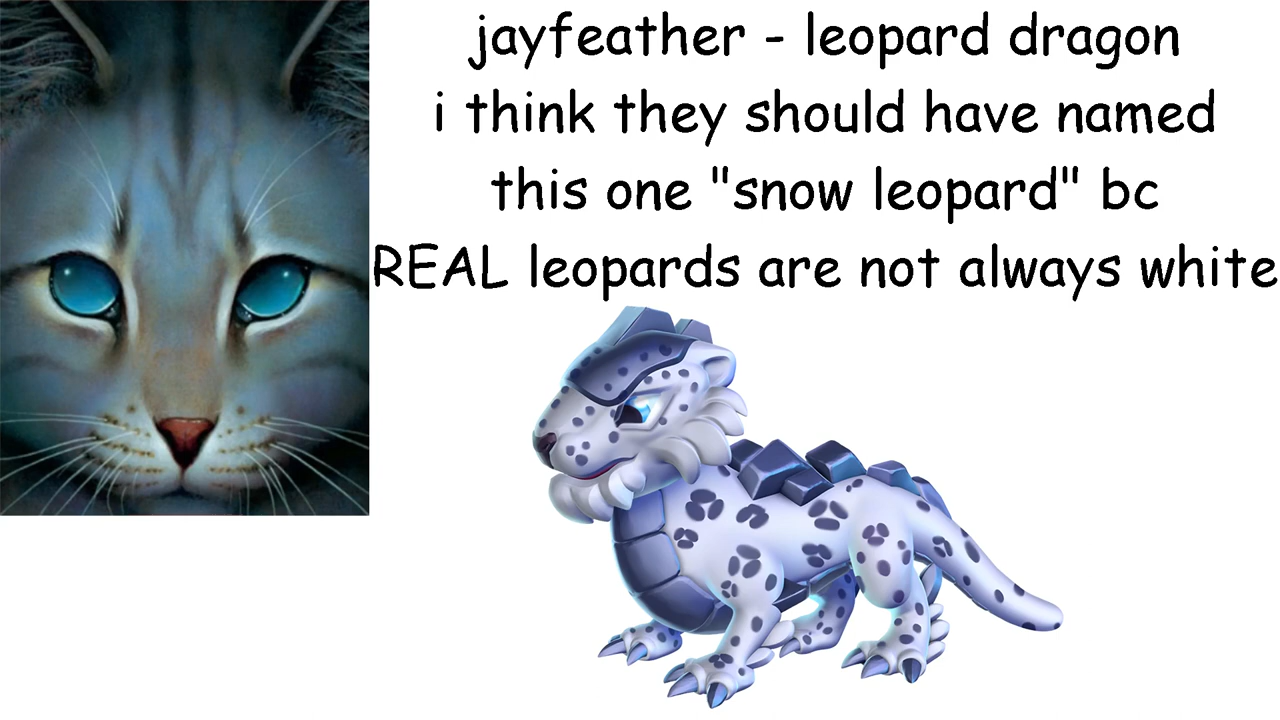 jayfeather - leopard dragon
i think they should have named
this one "snow leopard" bc
REAL leopards are not always white